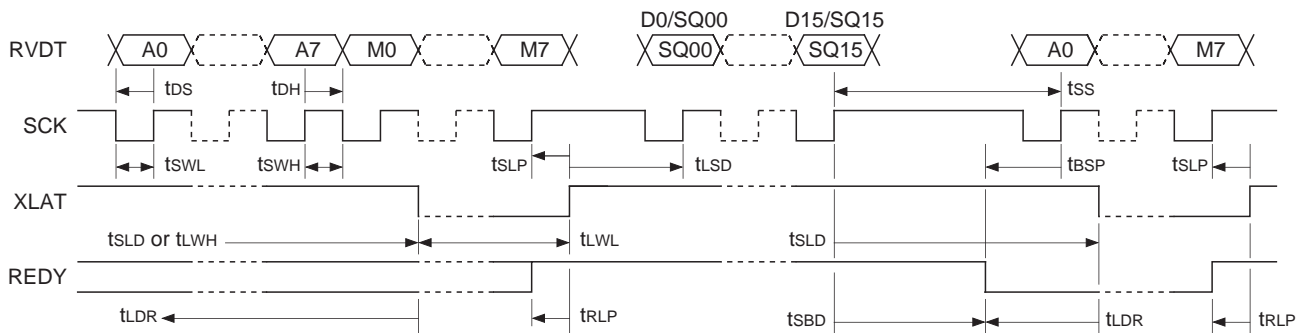 D0/SQ00 D15/SQ15
RVDT A0 A7 M0 M7 SQ00 SQ15 A0 M7
tDS tDH tSS
SCK
tSWL tSWH tSLP tLSD tBSP tSLP
XLAT
tSLD or tLWH tLWL tSLD
REDY
tLDR tRLP tSBD tLDR tRLP